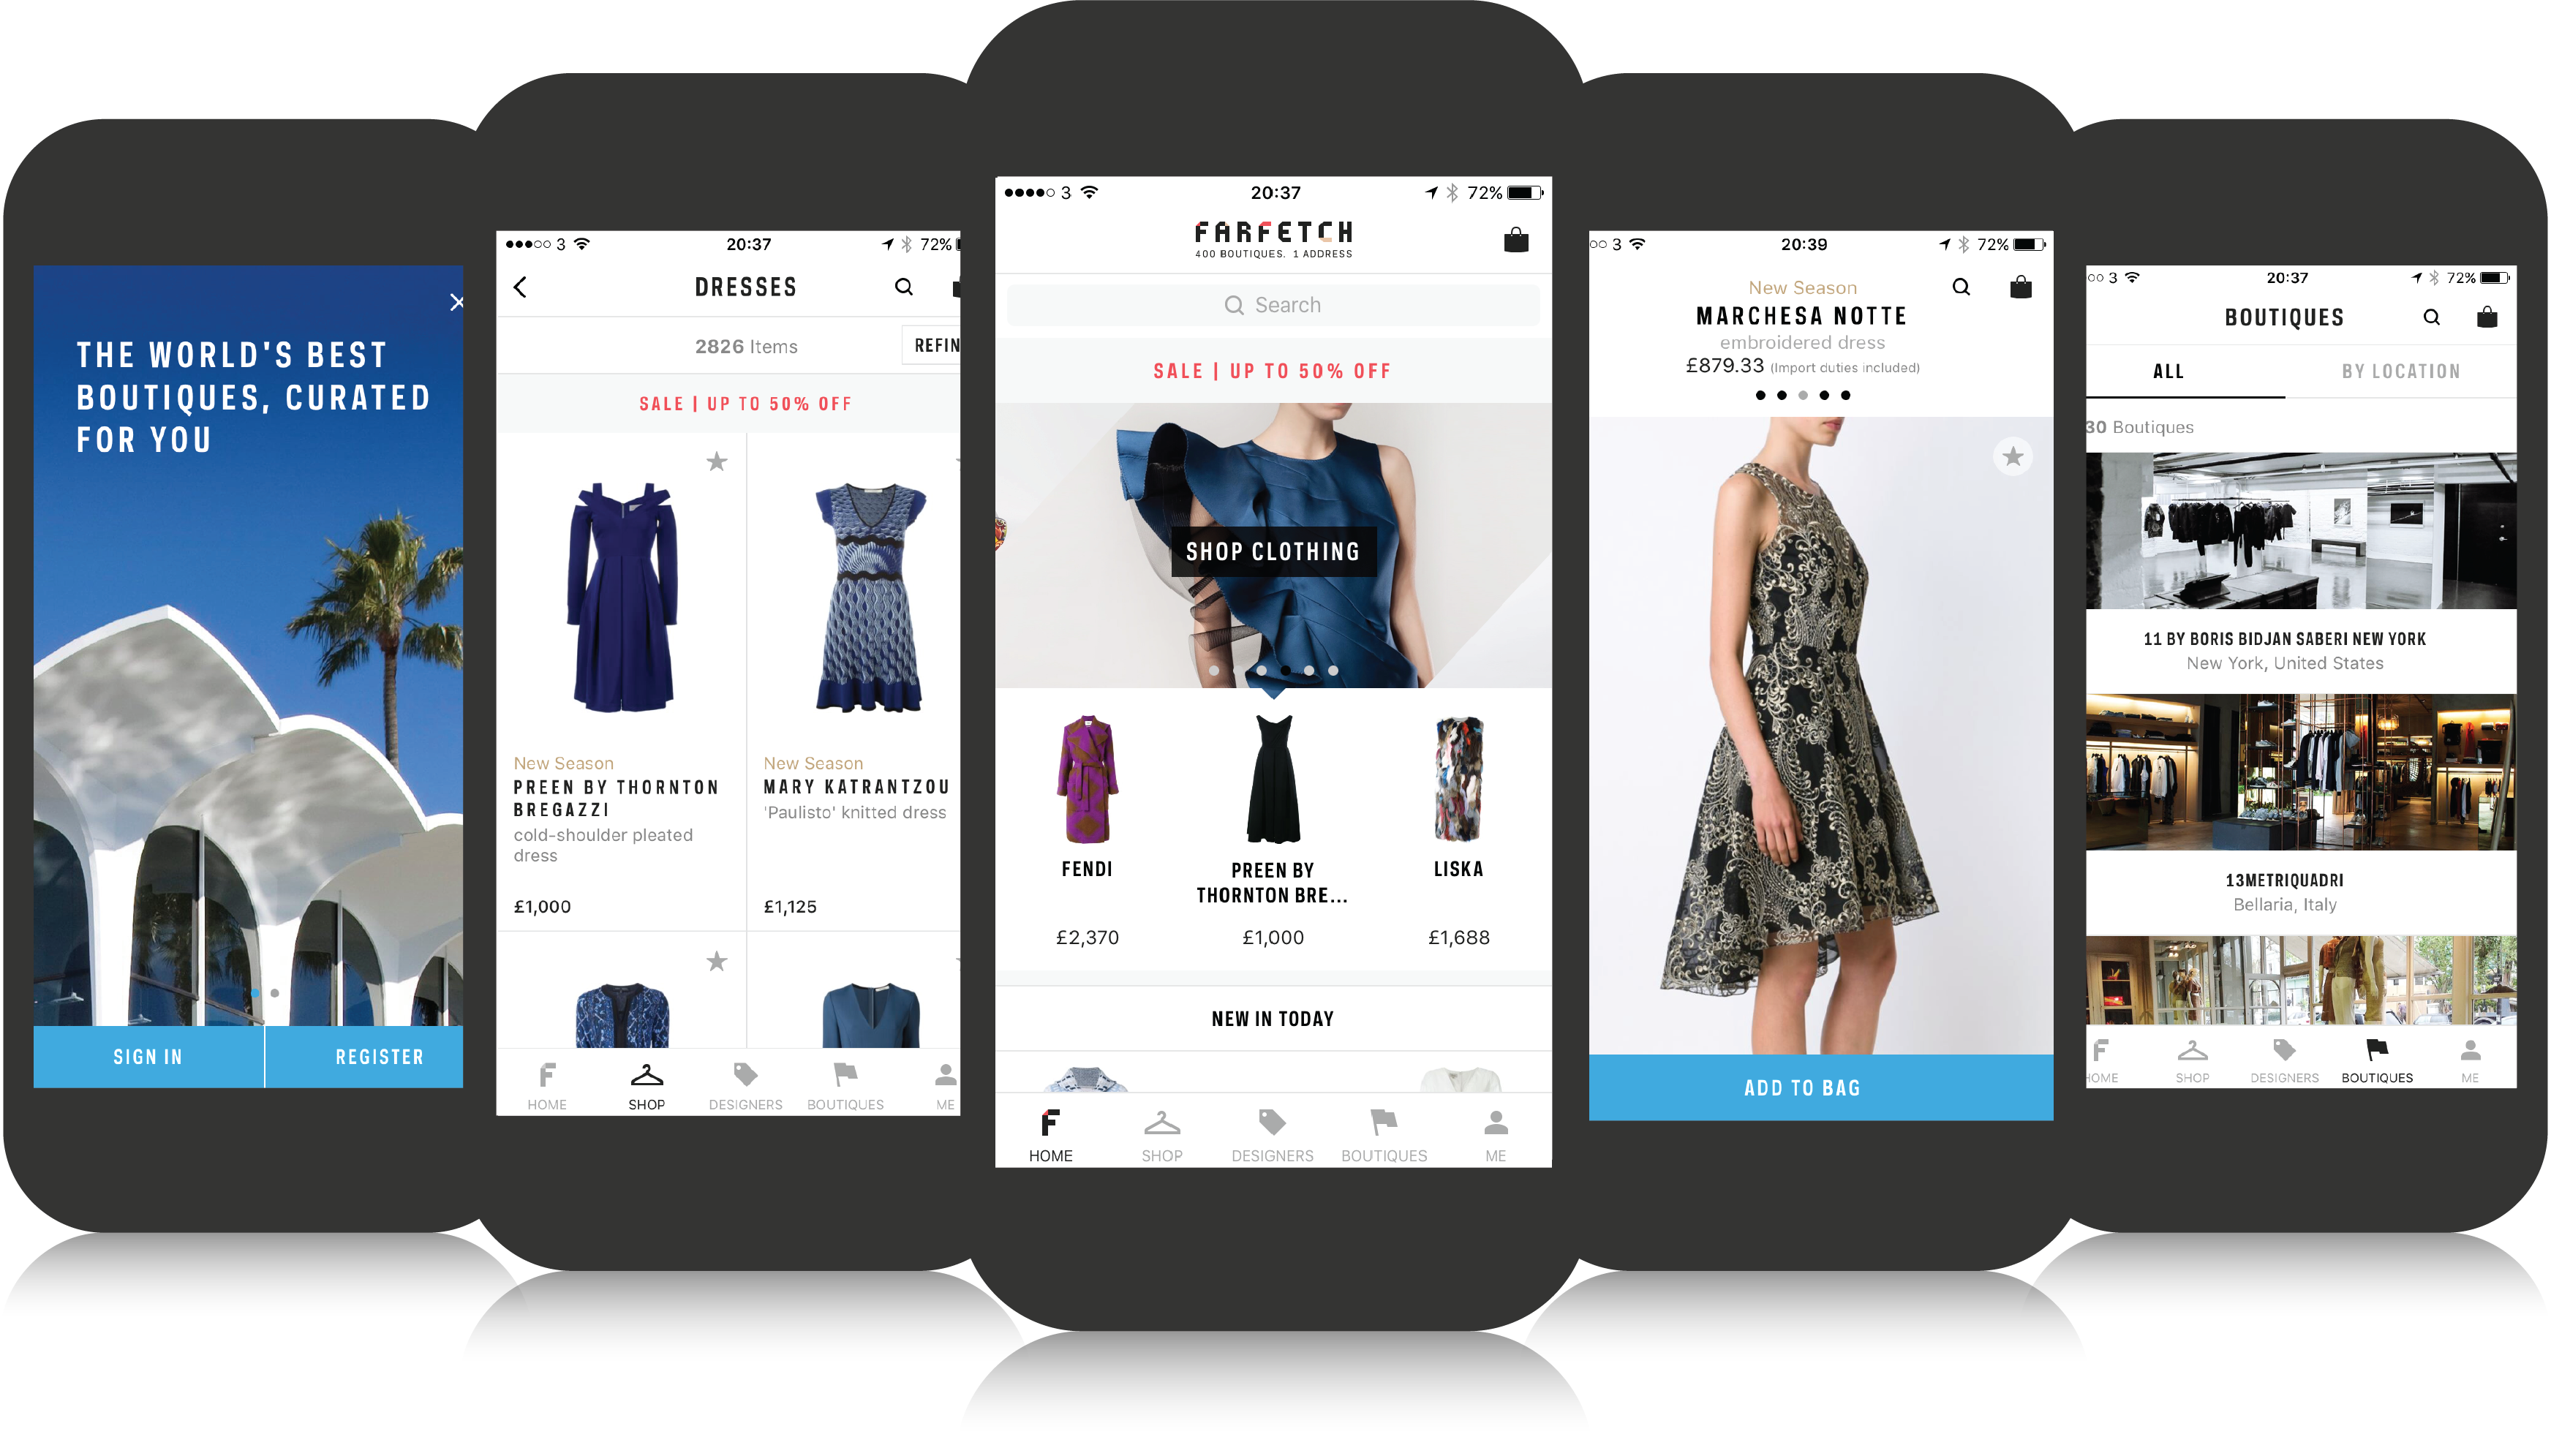 THE WORLD'S BEST
BOUTIQUES, CURATED
FOR YOU
SIGN IN
REGISTER
3
20:37
72%
DRESSES
2826 Items
SALE | UP TO 50% OFF
New Season
PREEN BY THORNTON
BREGAZZI
cold-shoulder pleated
dress
£1,000
New Season
MARY KATRANTZOU
'Paulisto' knitted dress
£1,125
HOME
SHOP
DESIGNERS
BOUTIQUES
ME
3
20:37
72%
FARFETCH
400 BOUTIQUES. 1 ADDRESS
Search
SALE | UP TO 50% OFF
SHOP CLOTHING
FENDI
£2,370
PREEN BY
THORNTON BRE...
£1,000
LISKA
£1,688
NEW IN TODAY
F
HOME
SHOP
DESIGNERS
BOUTIQUES
ME
3
20:39
72%
New Season
MARCHESA NOTTE
embroidered dress
£879.33 (Import duties included)
ADD TO BAG
3
20:37
72%
BOUTIQUES
ALL
BY LOCATION
30 Boutiques
11 BY BORIS BIDJAN SABERI NEW YORK
New York, United States
13METRIQUADRI
Bellaria, Italy
HOME
SHOP
DESIGNERS
BOUTIQUES
ME